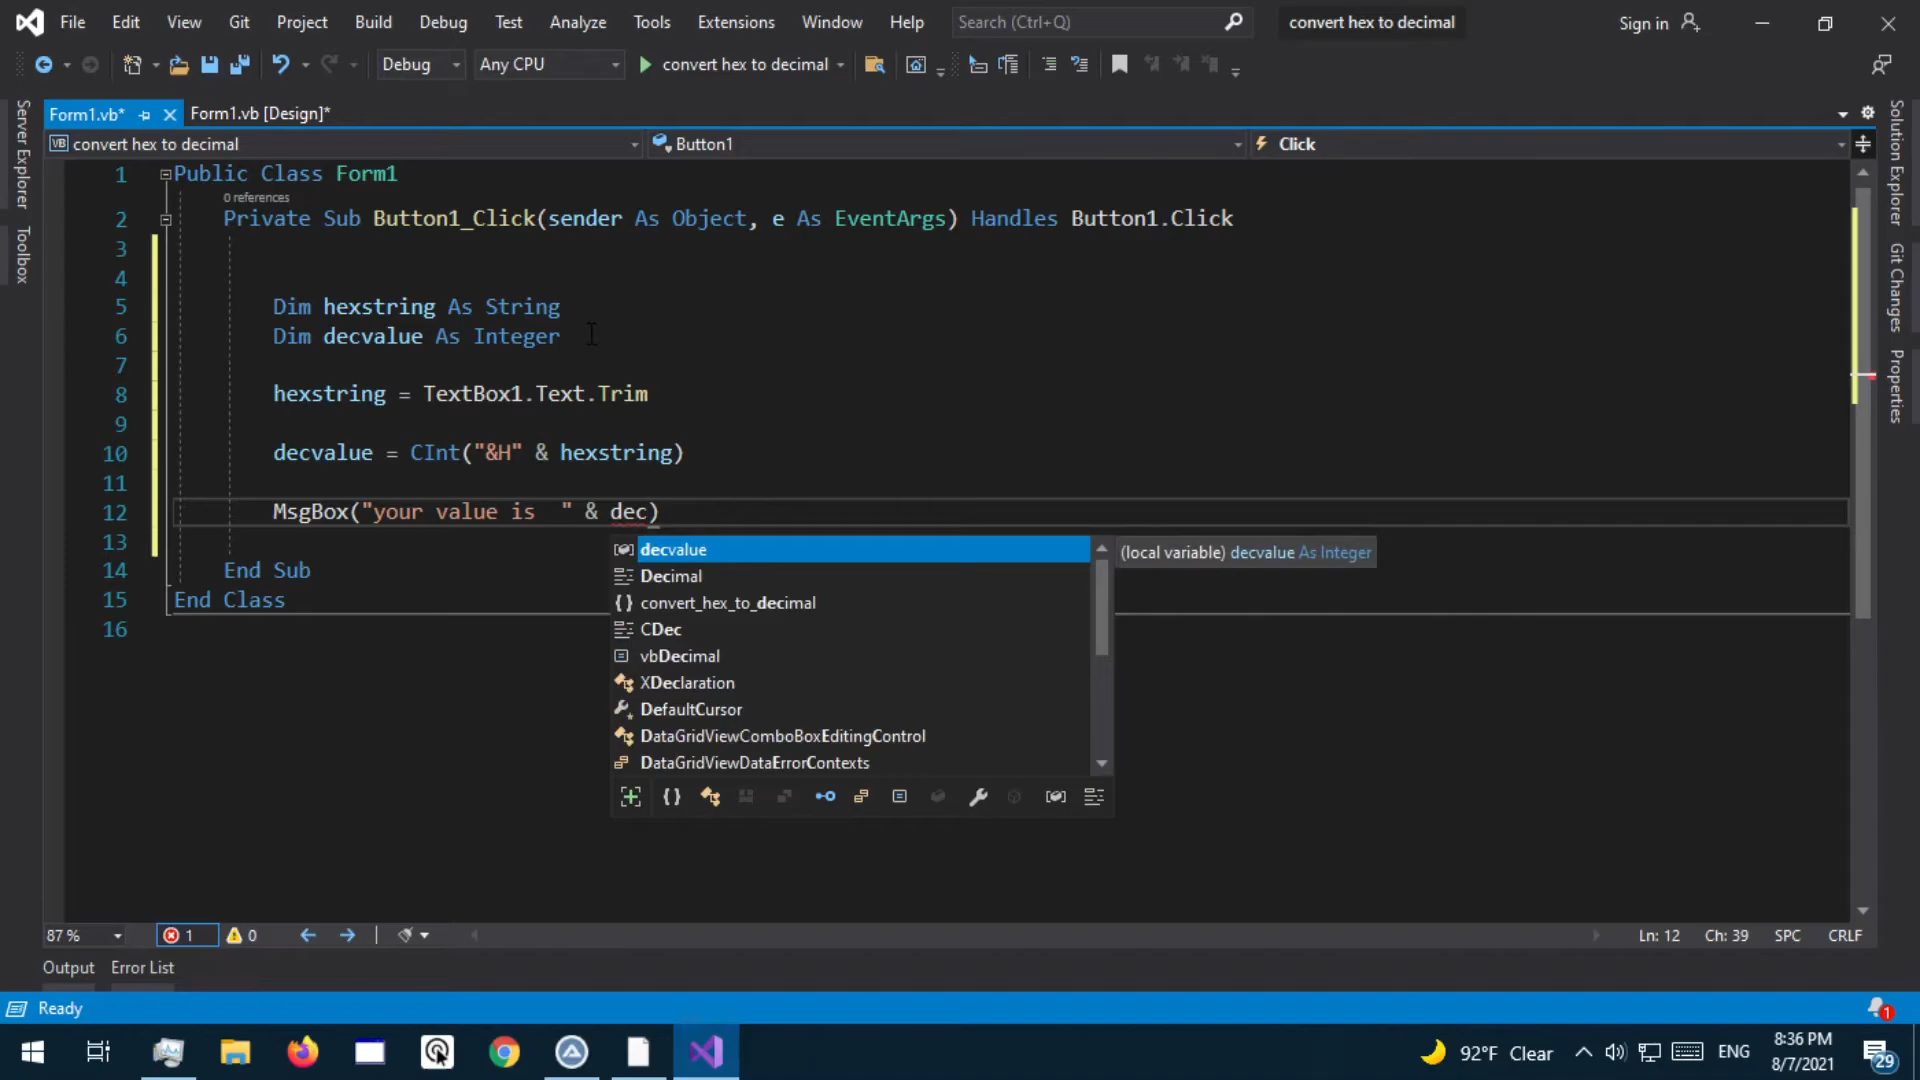 File Edit View Git Project Build Debug Test Analyze Tools Extensions Window Help Search (Ctrl+Q) convert hex to decimal Sign in
Debug Any CPU convert hex to decimal
Form1.vb* Form1.vb [Design]*
VB convert hex to decimal Button1 Click
Server Explorer
Toolbox
Solution Explorer
Git Changes
Properties
1 Public Class Form1
0 references
2 Private Sub Button1_Click(sender As Object, e As EventArgs) Handles Button1.Click
3
4
5 Dim hexstring As String
6 Dim decvalue As Integer
7
8 hexstring = TextBox1.Text.Trim
9
10 decvalue = CInt("&H" & hexstring)
11
12 MsgBox("your value is  " & dec)
13
14 End Sub
15 End Class
16
decvalue
(local variable) decvalue As Integer
Decimal
convert_hex_to_decimal
CDec
vbDecimal
XDeclaration
DefaultCursor
DataGridViewComboBoxEditingControl
DataGridViewDataErrorContexts
87 % 1 0 Ln: 12 Ch: 39 SPC CRLF
Output Error List
Ready 1
92°F Clear ENG 8:36 PM
8/7/2021 29